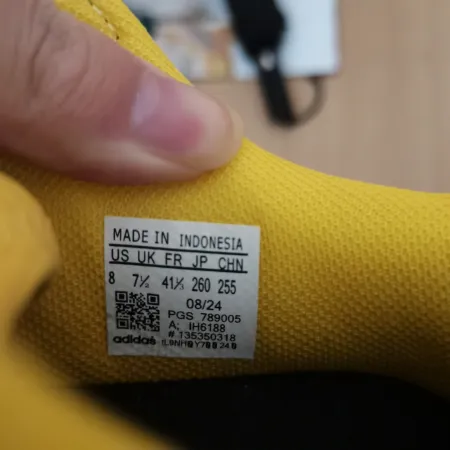 MADE IN INDONESIA
US UK FR JP CHN
8 7½ 41⅓ 260 255
08/24
PGS 789005
A; IH6188
# 135350318
adidas